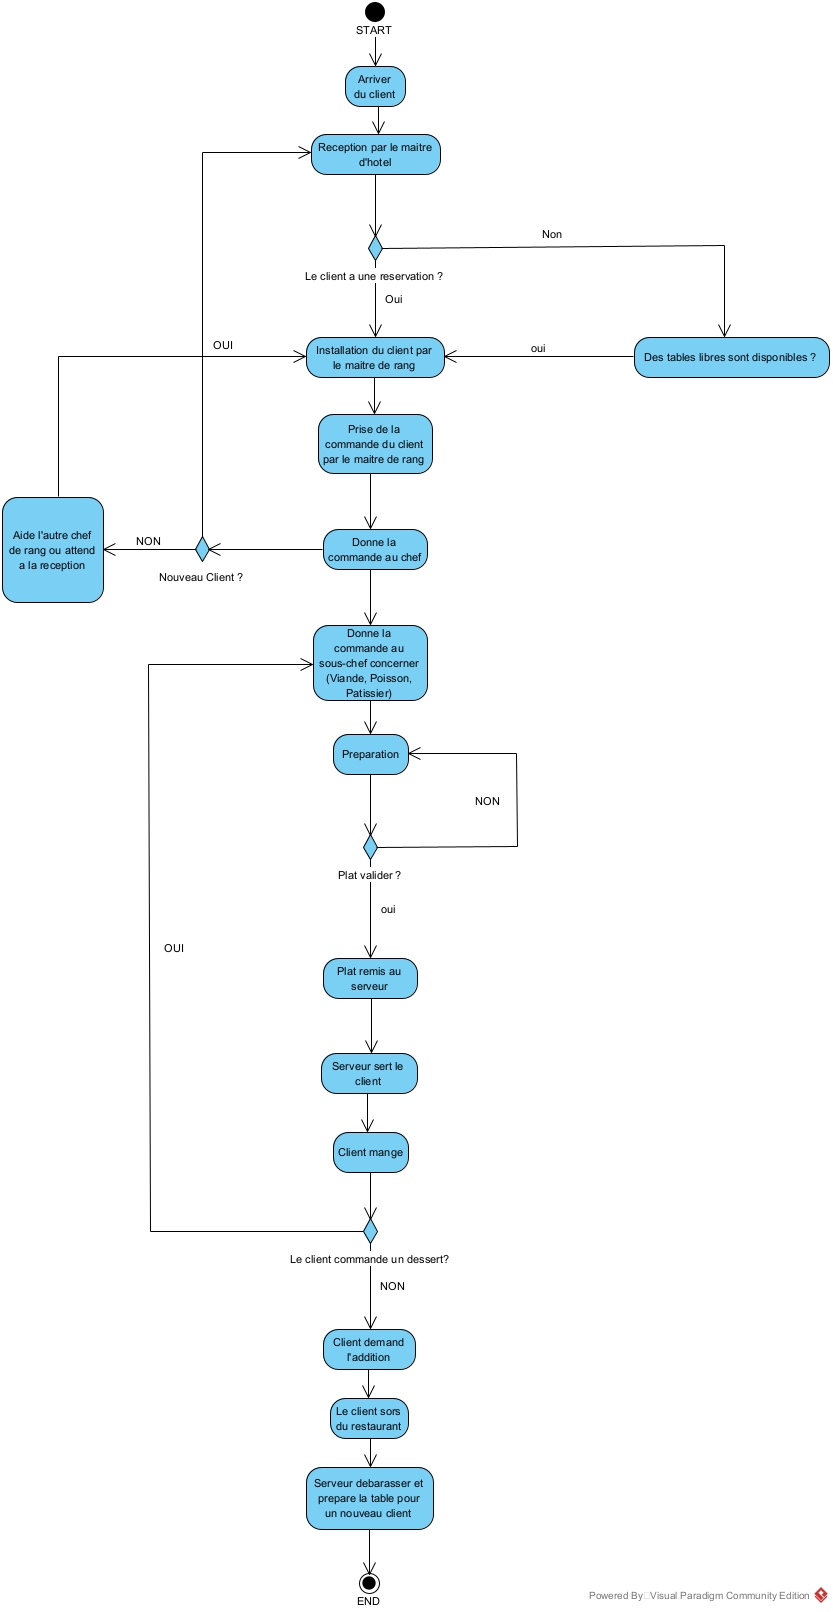 START
Arriver
du client
Reception par le maitre
d'hotel
Non
Le client a une reservation ?
Oui
OUI
Installation du client par
le maitre de rang
oui
Des tables libres sont disponibles ?
Prise de la
commande du client
par le maitre de rang
Aide l'autre chef
de rang ou attend
a la reception
NON
Nouveau Client ?
Donne la
commande au chef
Donne la
commande au
sous-chef concerner
(Viande, Poisson,
Patissier)
Preparation
NON
Plat valider ?
oui
OUI
Plat remis au
serveur
Serveur sert le
client
Client mange
Le client commande un dessert?
NON
Client demand
l'addition
Le client sors
du restaurant
Serveur debarasser et
prepare la table pour
un nouveau client
END
Powered By Visual Paradigm Community Edition